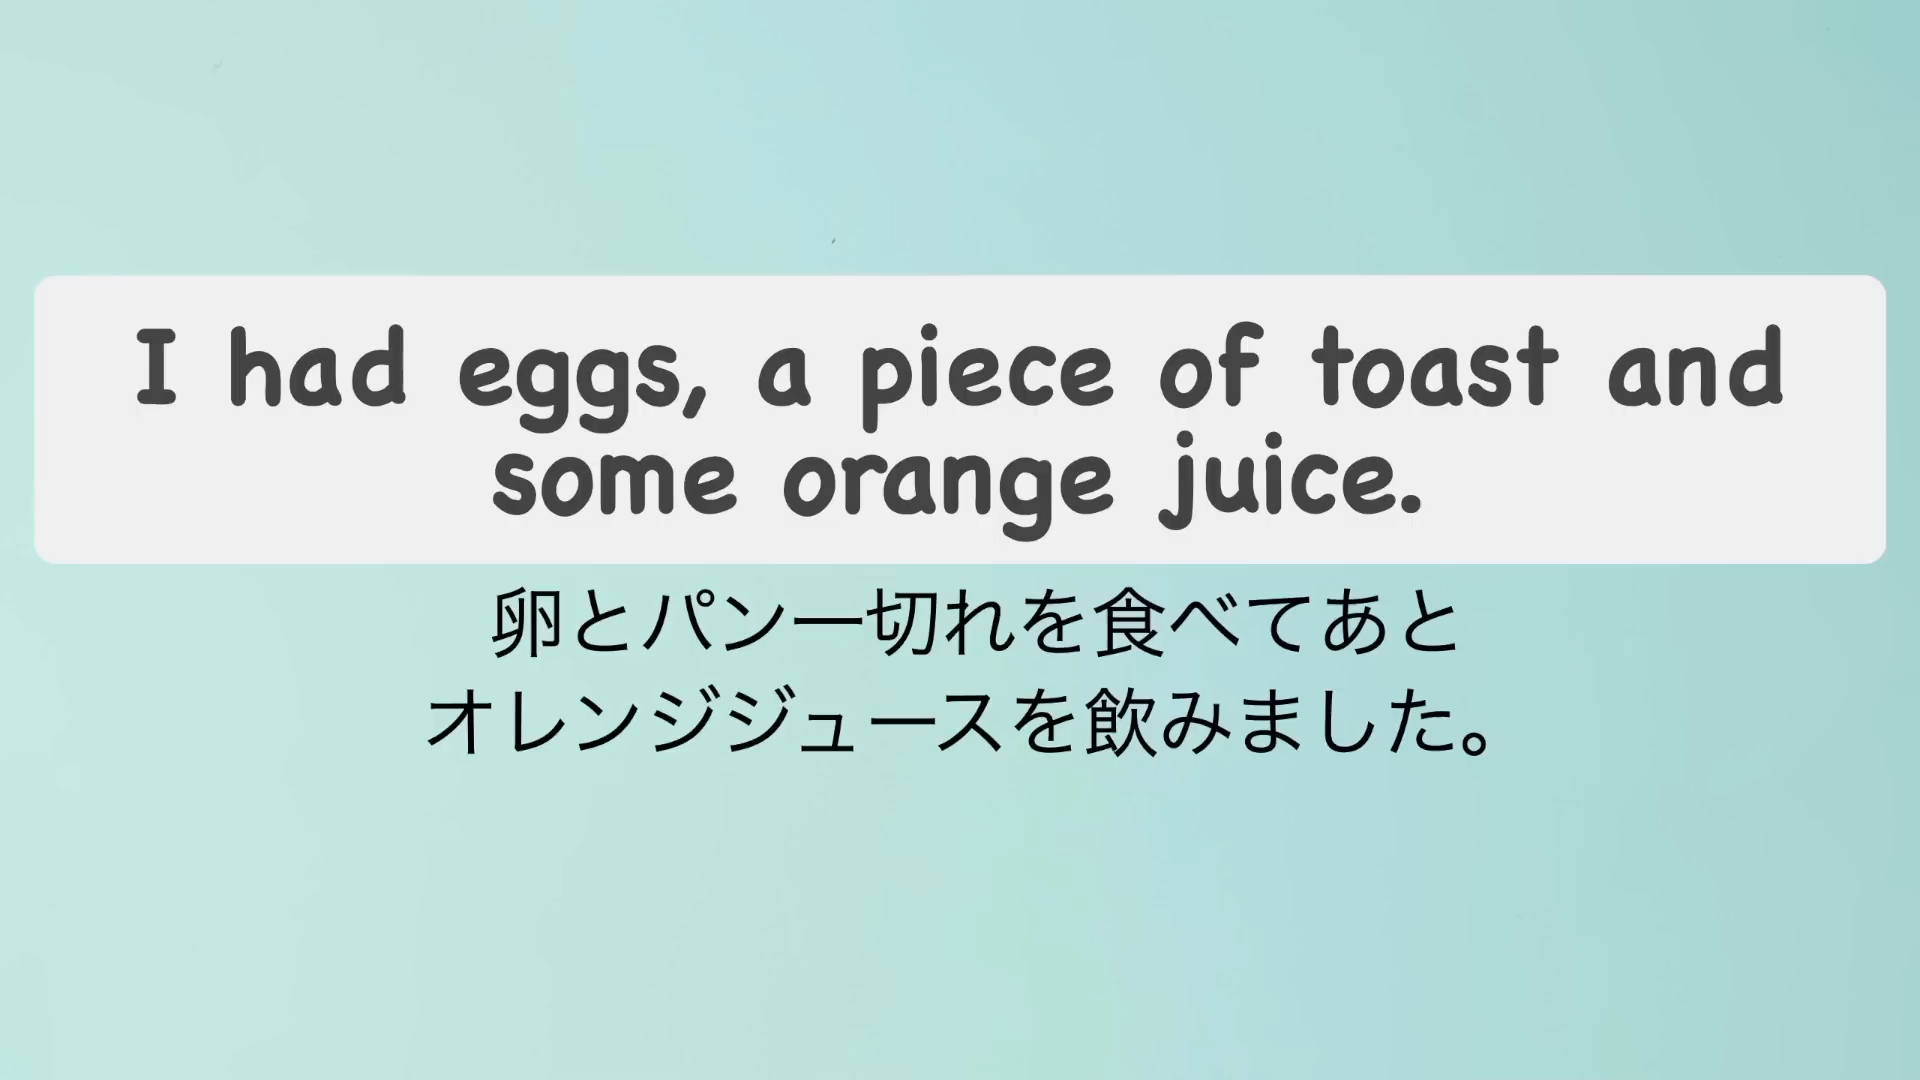 I had eggs, a piece of toast and
some orange juice.
卵とパン一切れを食べてあと
オレンジジュースを飲みました。